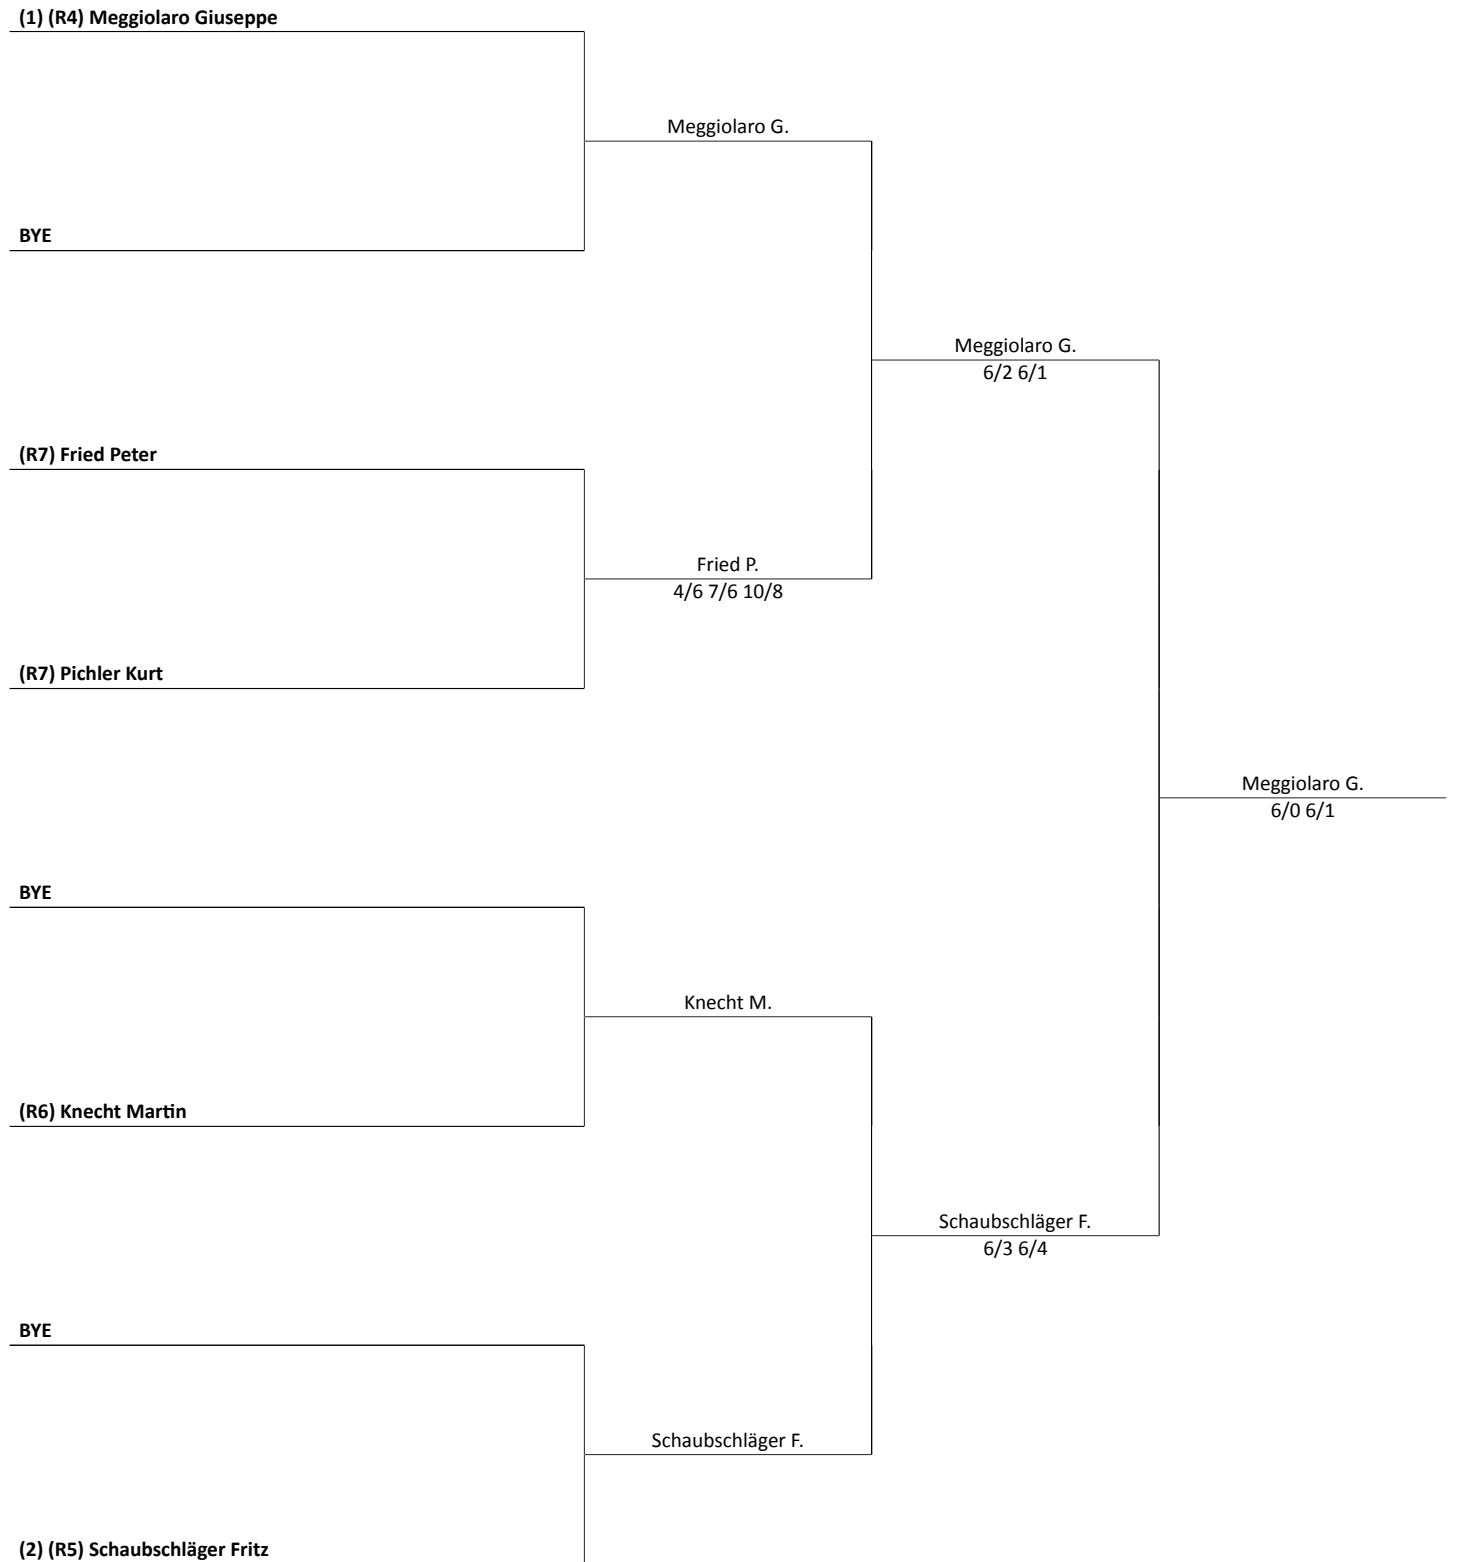 (1) (R4) Meggiolaro Giuseppe
Meggiolaro G.
BYE
Meggiolaro G.
6/2 6/1
(R7) Fried Peter
Fried P.
4/6 7/6 10/8
(R7) Pichler Kurt
Meggiolaro G.
6/0 6/1
BYE
Knecht M.
(R6) Knecht Martin
Schaubschläger F.
6/3 6/4
BYE
Schaubschläger F.
(2) (R5) Schaubschläger Fritz